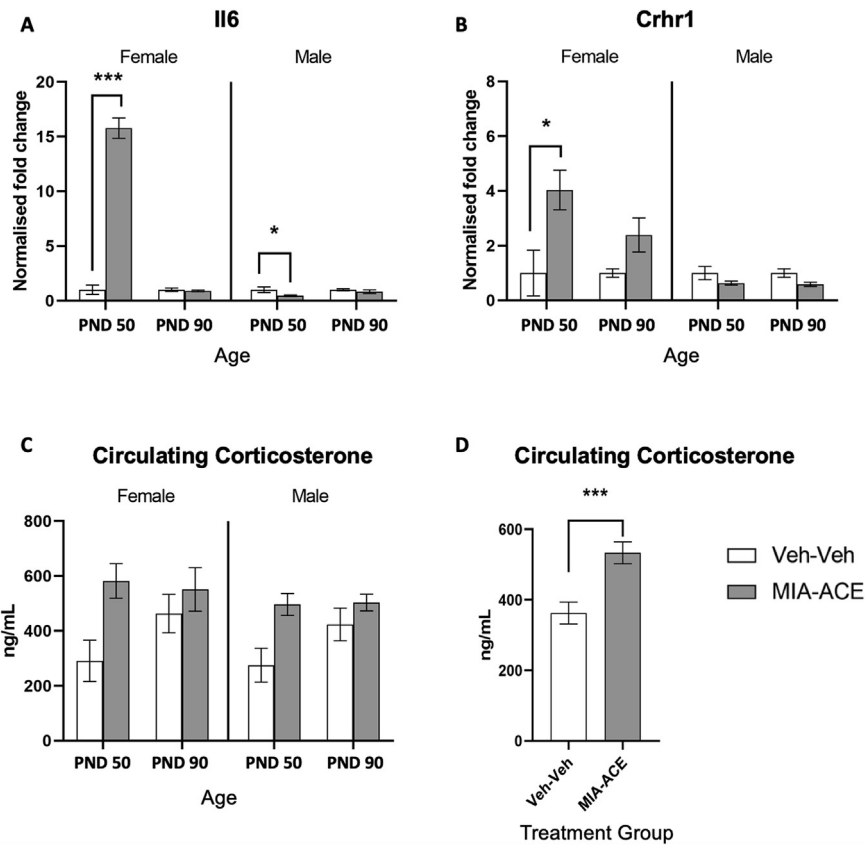 A
Il6
Female
Male
Normalised fold change
20
15
10
5
0
***
*
PND 50
PND 90
PND 50
PND 90
Age
B
Crhr1
Female
Male
Normalised fold change
8
6
4
2
0
*
PND 50
PND 90
PND 50
PND 90
Age
C
Circulating Corticosterone
Female
Male
ng/mL
800
600
400
200
0
PND 50
PND 90
PND 50
PND 90
Age
D
Circulating Corticosterone
***
ng/mL
600
400
200
0
Veh-Veh
MIA-ACE
Treatment Group
Veh-Veh
MIA-ACE